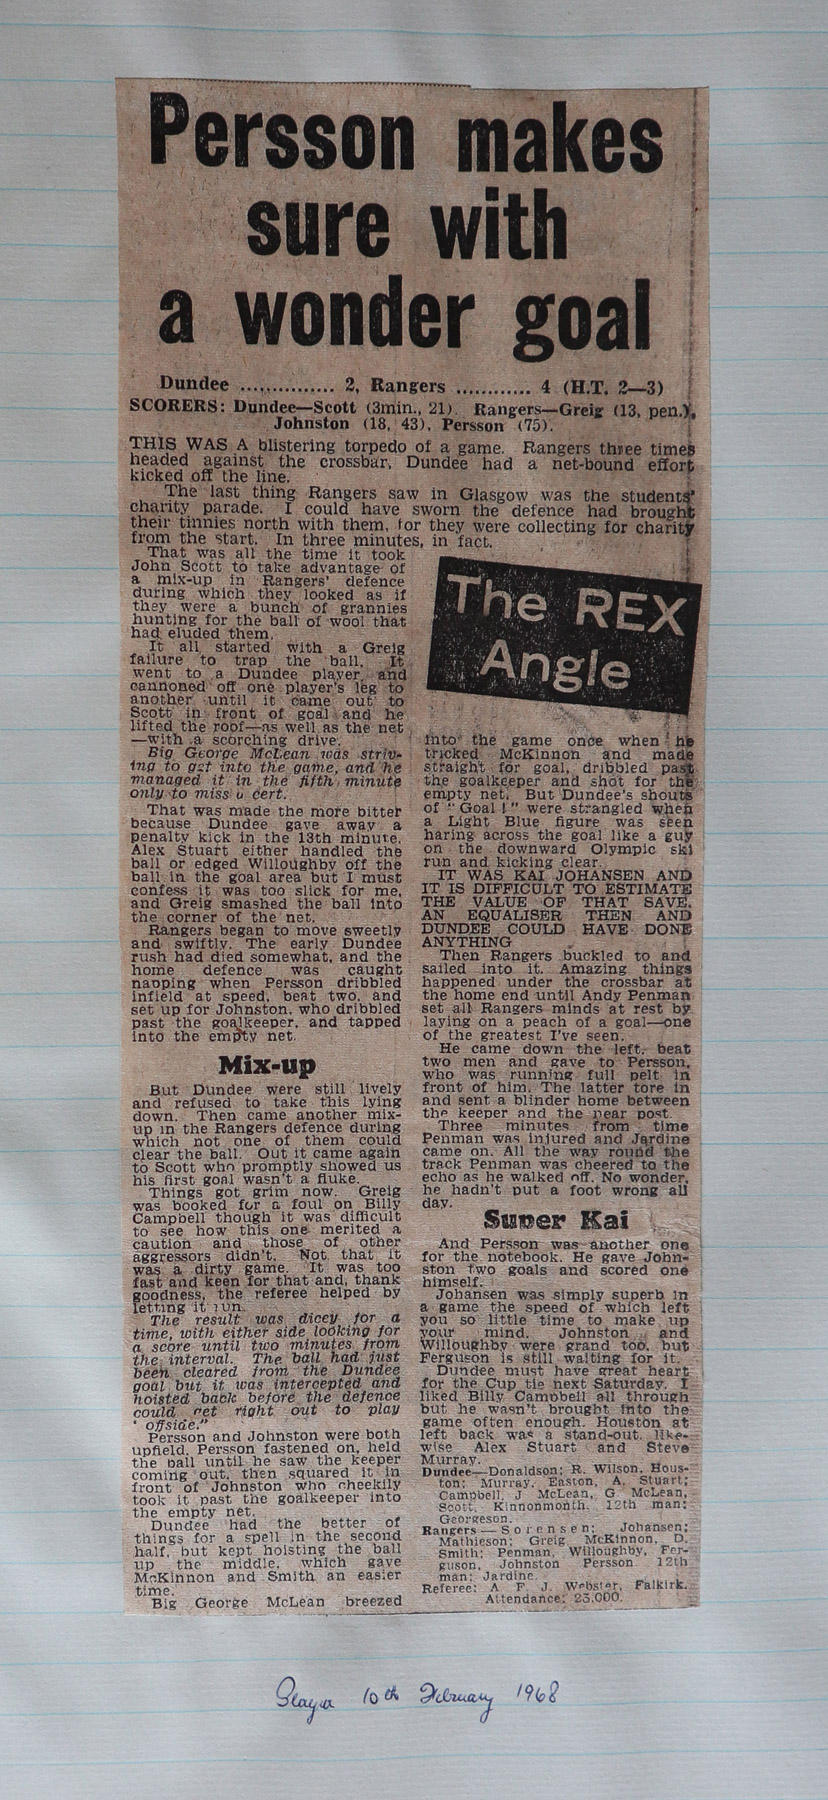 Persson makes
sure with
a wonder goal
Dundee .............. 2, Rangers ........... 4 (H.T. 2—3)
SCORERS: Dundee—Scott (3min., 21). Rangers—Greig (13, pen.),
Johnston (18, 43), Persson (75).
THIS WAS A blistering torpedo of a game. Rangers three times
headed against the crossbar, Dundee had a net-bound effort
kicked off the line.
The last thing Rangers saw in Glasgow was the students'
charity parade. I could have sworn the defence had brought
their tinnies north with them, for they were collecting for charity
from the start. In three minutes, in fact.
That was all the time it took
John Scott to take advantage of
a mix-up in Rangers' defence
during which they looked as if
they were a bunch of grannies
hunting for the ball of wool that
had eluded them.
It all started with a Greig
failure to trap the ball. It
went to a Dundee player and
cannoned off one player's leg to
another until it came out to
Scott in front of goal and he
lifted the roof—as well as the net
—with a scorching drive.
Big George McLean was striv-
ing to get into the game, and he
managed it in the fifth minute
only to miss a cert.
That was made the more bitter
because Dundee gave away a
penalty kick in the 13th minute.
Alex Stuart either handled the
ball or edged Willoughby off the
ball in the goal area but I must
confess it was too slick for me,
and Greig smashed the ball into
the corner of the net.
Rangers began to move sweetly
and swiftly. The early Dundee
rush had died somewhat, and the
home defence was caught
napping when Persson dribbled
infield at speed, beat two, and
set up for Johnston, who dribbled
past the goalkeeper, and tapped
into the empty net.
Mix-up
But Dundee were still lively
and refused to take this lying
down. Then came another mix-
up in the Rangers defence during
which not one of them could
clear the ball. Out it came again
to Scott who promptly showed us
his first goal wasn't a fluke.
Things got grim now. Greig
was booked for a foul on Billy
Campbell though it was difficult
to see how this one merited a
caution and those of other
aggressors didn't. Not that it
was a dirty game. It was too
fast and keen for that and, thank
goodness, the referee helped by
letting it run.
The result was dicey for a
time, with either side looking for
a score until two minutes from
the interval. The ball had just
been cleared from the Dundee
goal but it was intercepted and
hoisted back before the defence
could get right out to play
' offside."
Persson and Johnston were both
upfield. Persson fastened on, held
the ball until he saw the keeper
coming out, then squared it in
front of Johnston who cheekily
took it past the goalkeeper into
the empty net.
Dundee had the better of
things for a spell in the second
half, but kept hoisting the ball
up the middle, which gave
McKinnon and Smith an easier
time.
Big George McLean breezed
The REX
Angle
into the game once when he
tricked McKinnon and made
straight for goal, dribbled past
the goalkeeper and shot for the
empty net. But Dundee's shouts
of " Goal ! " were strangled when
a Light Blue figure was seen
haring across the goal like a guy
on the downward Olympic ski
run and kicking clear.
IT WAS KAI JOHANSEN AND
IT IS DIFFICULT TO ESTIMATE
THE VALUE OF THAT SAVE.
AN EQUALISER THEN AND
DUNDEE COULD HAVE DONE
ANYTHING
Then Rangers buckled to and
sailed into it. Amazing things
happened under the crossbar at
the home end until Andy Penman
set all Rangers minds at rest by
laying on a peach of a goal—one
of the greatest I've seen.
He came down the left, beat
two men and gave to Persson,
who was running full pelt in
front of him. The latter tore in
and sent a blinder home between
the keeper and the near post.
Three minutes from time
Penman was injured and Jardine
came on. All the way round the
track Penman was cheered to the
echo as he walked off. No wonder,
he hadn't put a foot wrong all
day.
Super Kai
And Persson was another one
for the notebook. He gave John-
ston two goals and scored one
himself.
Johansen was simply superb in
a game the speed of which left
you so little time to make up
your mind. Johnston and
Willoughby were grand too, but
Ferguson is still waiting for it.
Dundee must have great heart
for the Cup tie next Saturday. I
liked Billy Campbell all through
but he wasn't brought into the
game often enough. Houston at
left back was a stand-out, like-
wise Alex Stuart and Steve
Murray.
Dundee—Donaldson; R. Wilson, Hous-
ton; Murray, Easton, A. Stuart;
Campbell, J McLean, G. McLean,
Scott, Kinnonmonth. 12th man:
Georgeson.
Rangers — Sorensen; Johansen;
Mathieson; Greig McKinnon, D.
Smith; Penman, Willoughby, Fer-
guson, Johnston Persson 12th
man; Jardine.
Referee: A F. J. Webster, Falkirk.
Attendance: 23,000.
10th February 1968